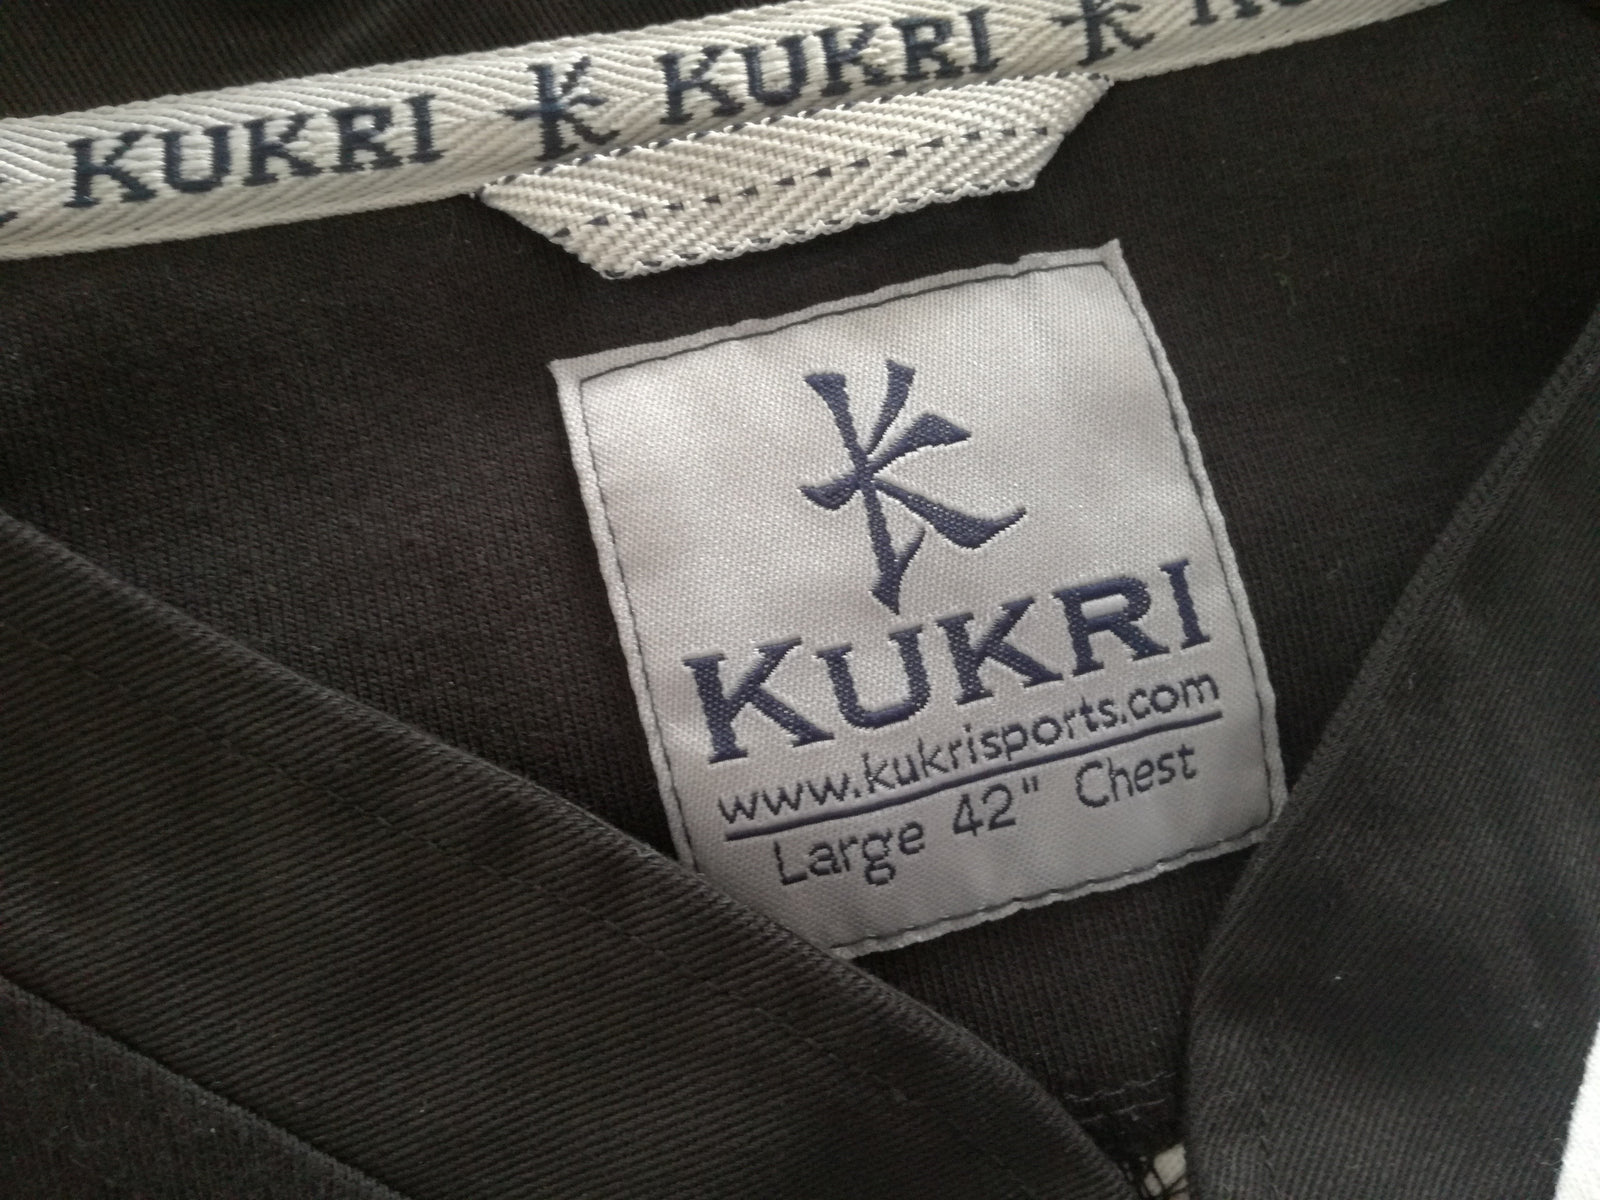 KUKRI KUKRI
KUKRI
www.kukrisports.com
Large 42" Chest